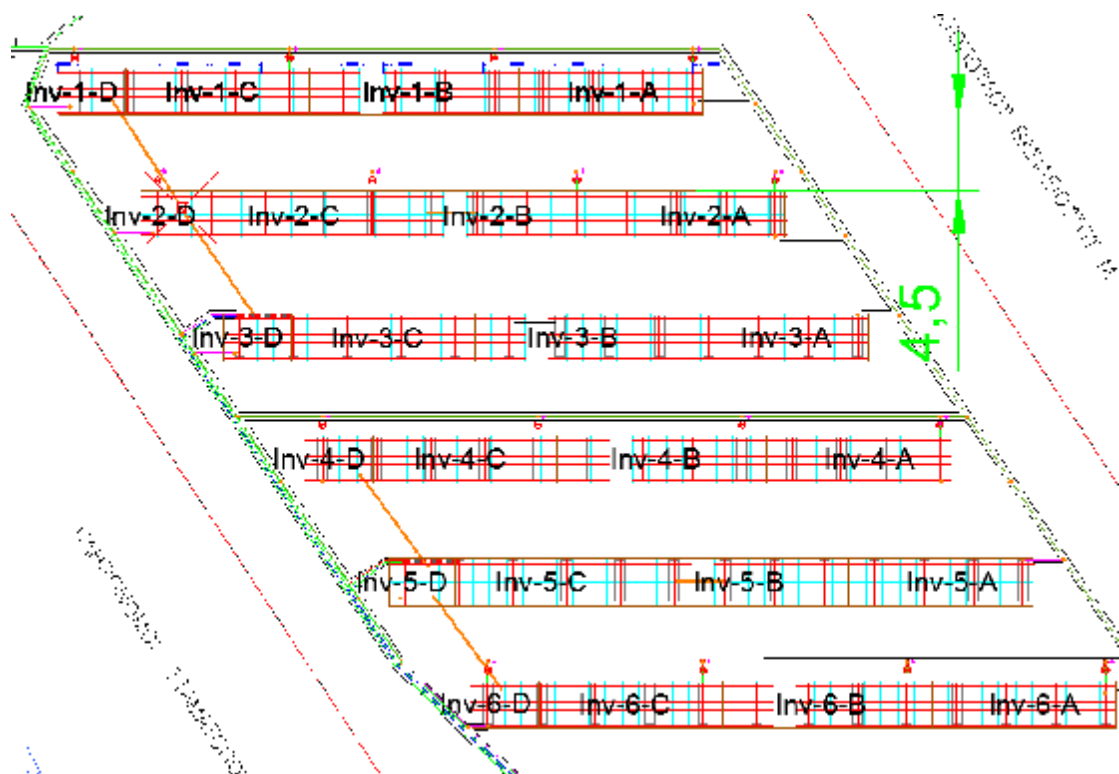 Inv-1-D Inv-1-C Inv-1-B Inv-1-A
Inv-2-D Inv-2-C Inv-2-B Inv-2-A
Inv-3-D Inv-3-C Inv-3-B Inv-3-A
4,5
Inv-4-D Inv-4-C Inv-4-B Inv-4-A
Inv-5-D Inv-5-C Inv-5-B Inv-5-A
Inv-6-D Inv-6-C Inv-6-B Inv-6-A